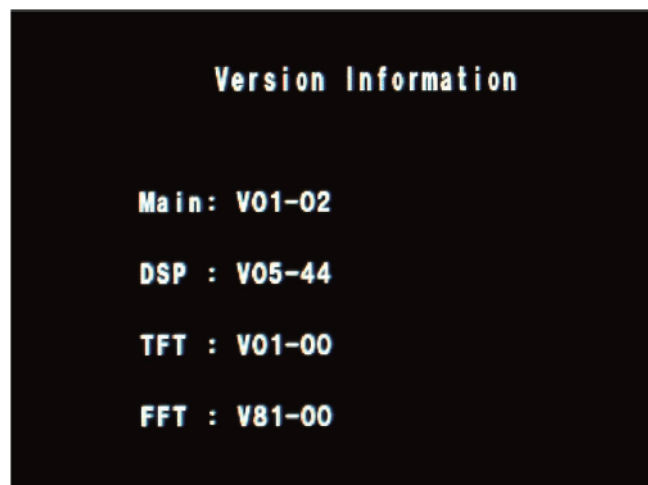 Version Information
Main: V01-02
DSP : V05-44
TFT : V01-00
FFT : V81-00